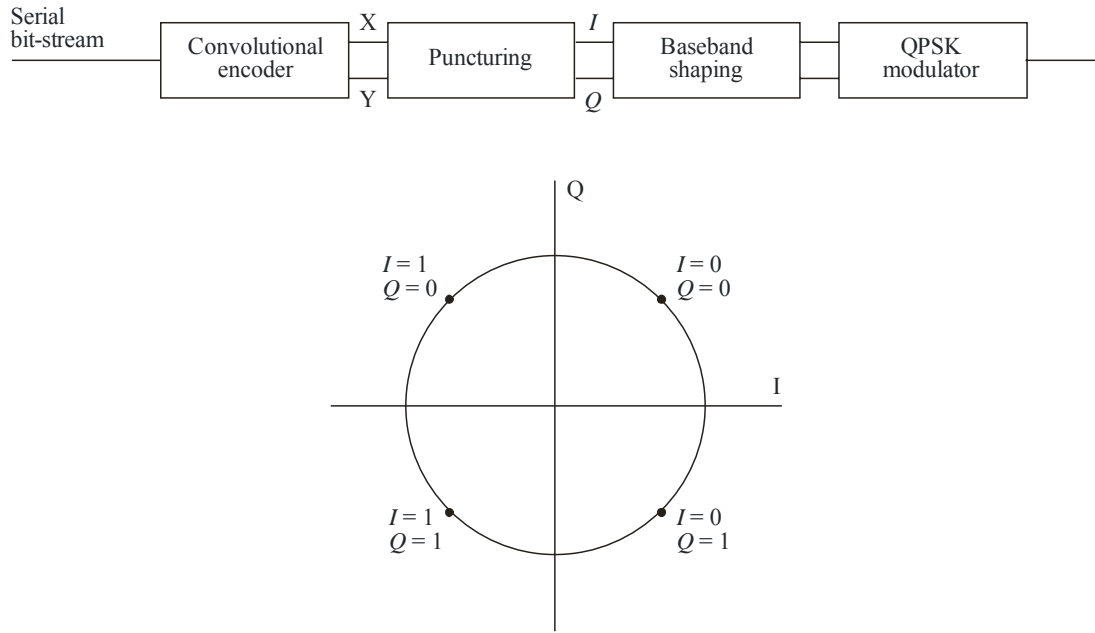 Serial
bit-stream
Convolutional
encoder
X
Y
Puncturing
I
Q
Baseband
shaping
QPSK
modulator
Q
I = 1
Q = 0
I = 0
Q = 0
I
I = 1
Q = 1
I = 0
Q = 1